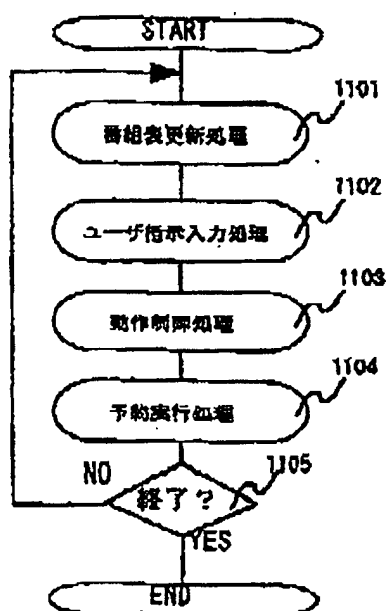 START
1101
番組表更新処理
1102
ユーザ指示入力処理
1103
動作制御処理
1104
予約実行処理
NO
1105
終了?
YES
END